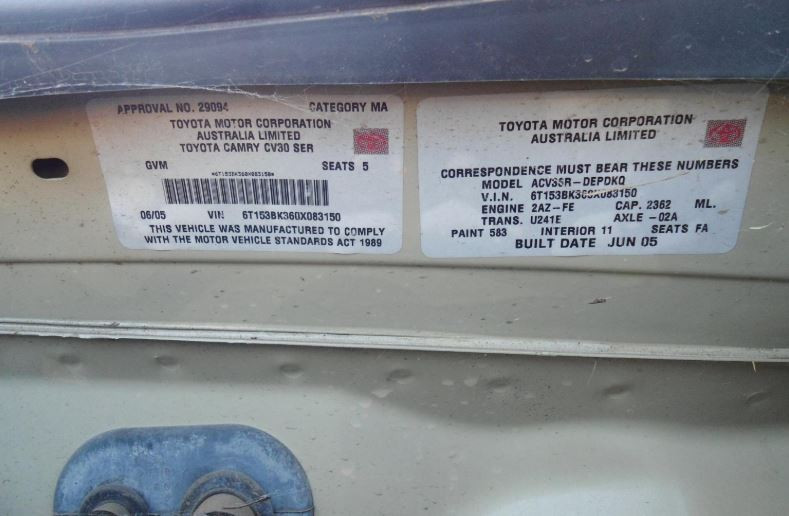 APPROVAL NO. 29094 CATEGORY MA
TOYOTA MOTOR CORPORATION
AUSTRALIA LIMITED
TOYOTA CAMRY CV30 SER
GVM SEATS 5
*6T153BK360X083150*
06/05 VIN 6T153BK360X083150
THIS VEHICLE WAS MANUFACTURED TO COMPLY
WITH THE MOTOR VEHICLE STANDARDS ACT 1989
TOYOTA MOTOR CORPORATION
AUSTRALIA LIMITED
CORRESPONDENCE MUST BEAR THESE NUMBERS
MODEL ACV36R-DEPDKQ
V.I.N. 6T153BK360X083150
ENGINE 2AZ-FE CAP. 2362 ML.
TRANS. U241E AXLE -02A
PAINT 583 INTERIOR 11 SEATS FA
BUILT DATE JUN 05